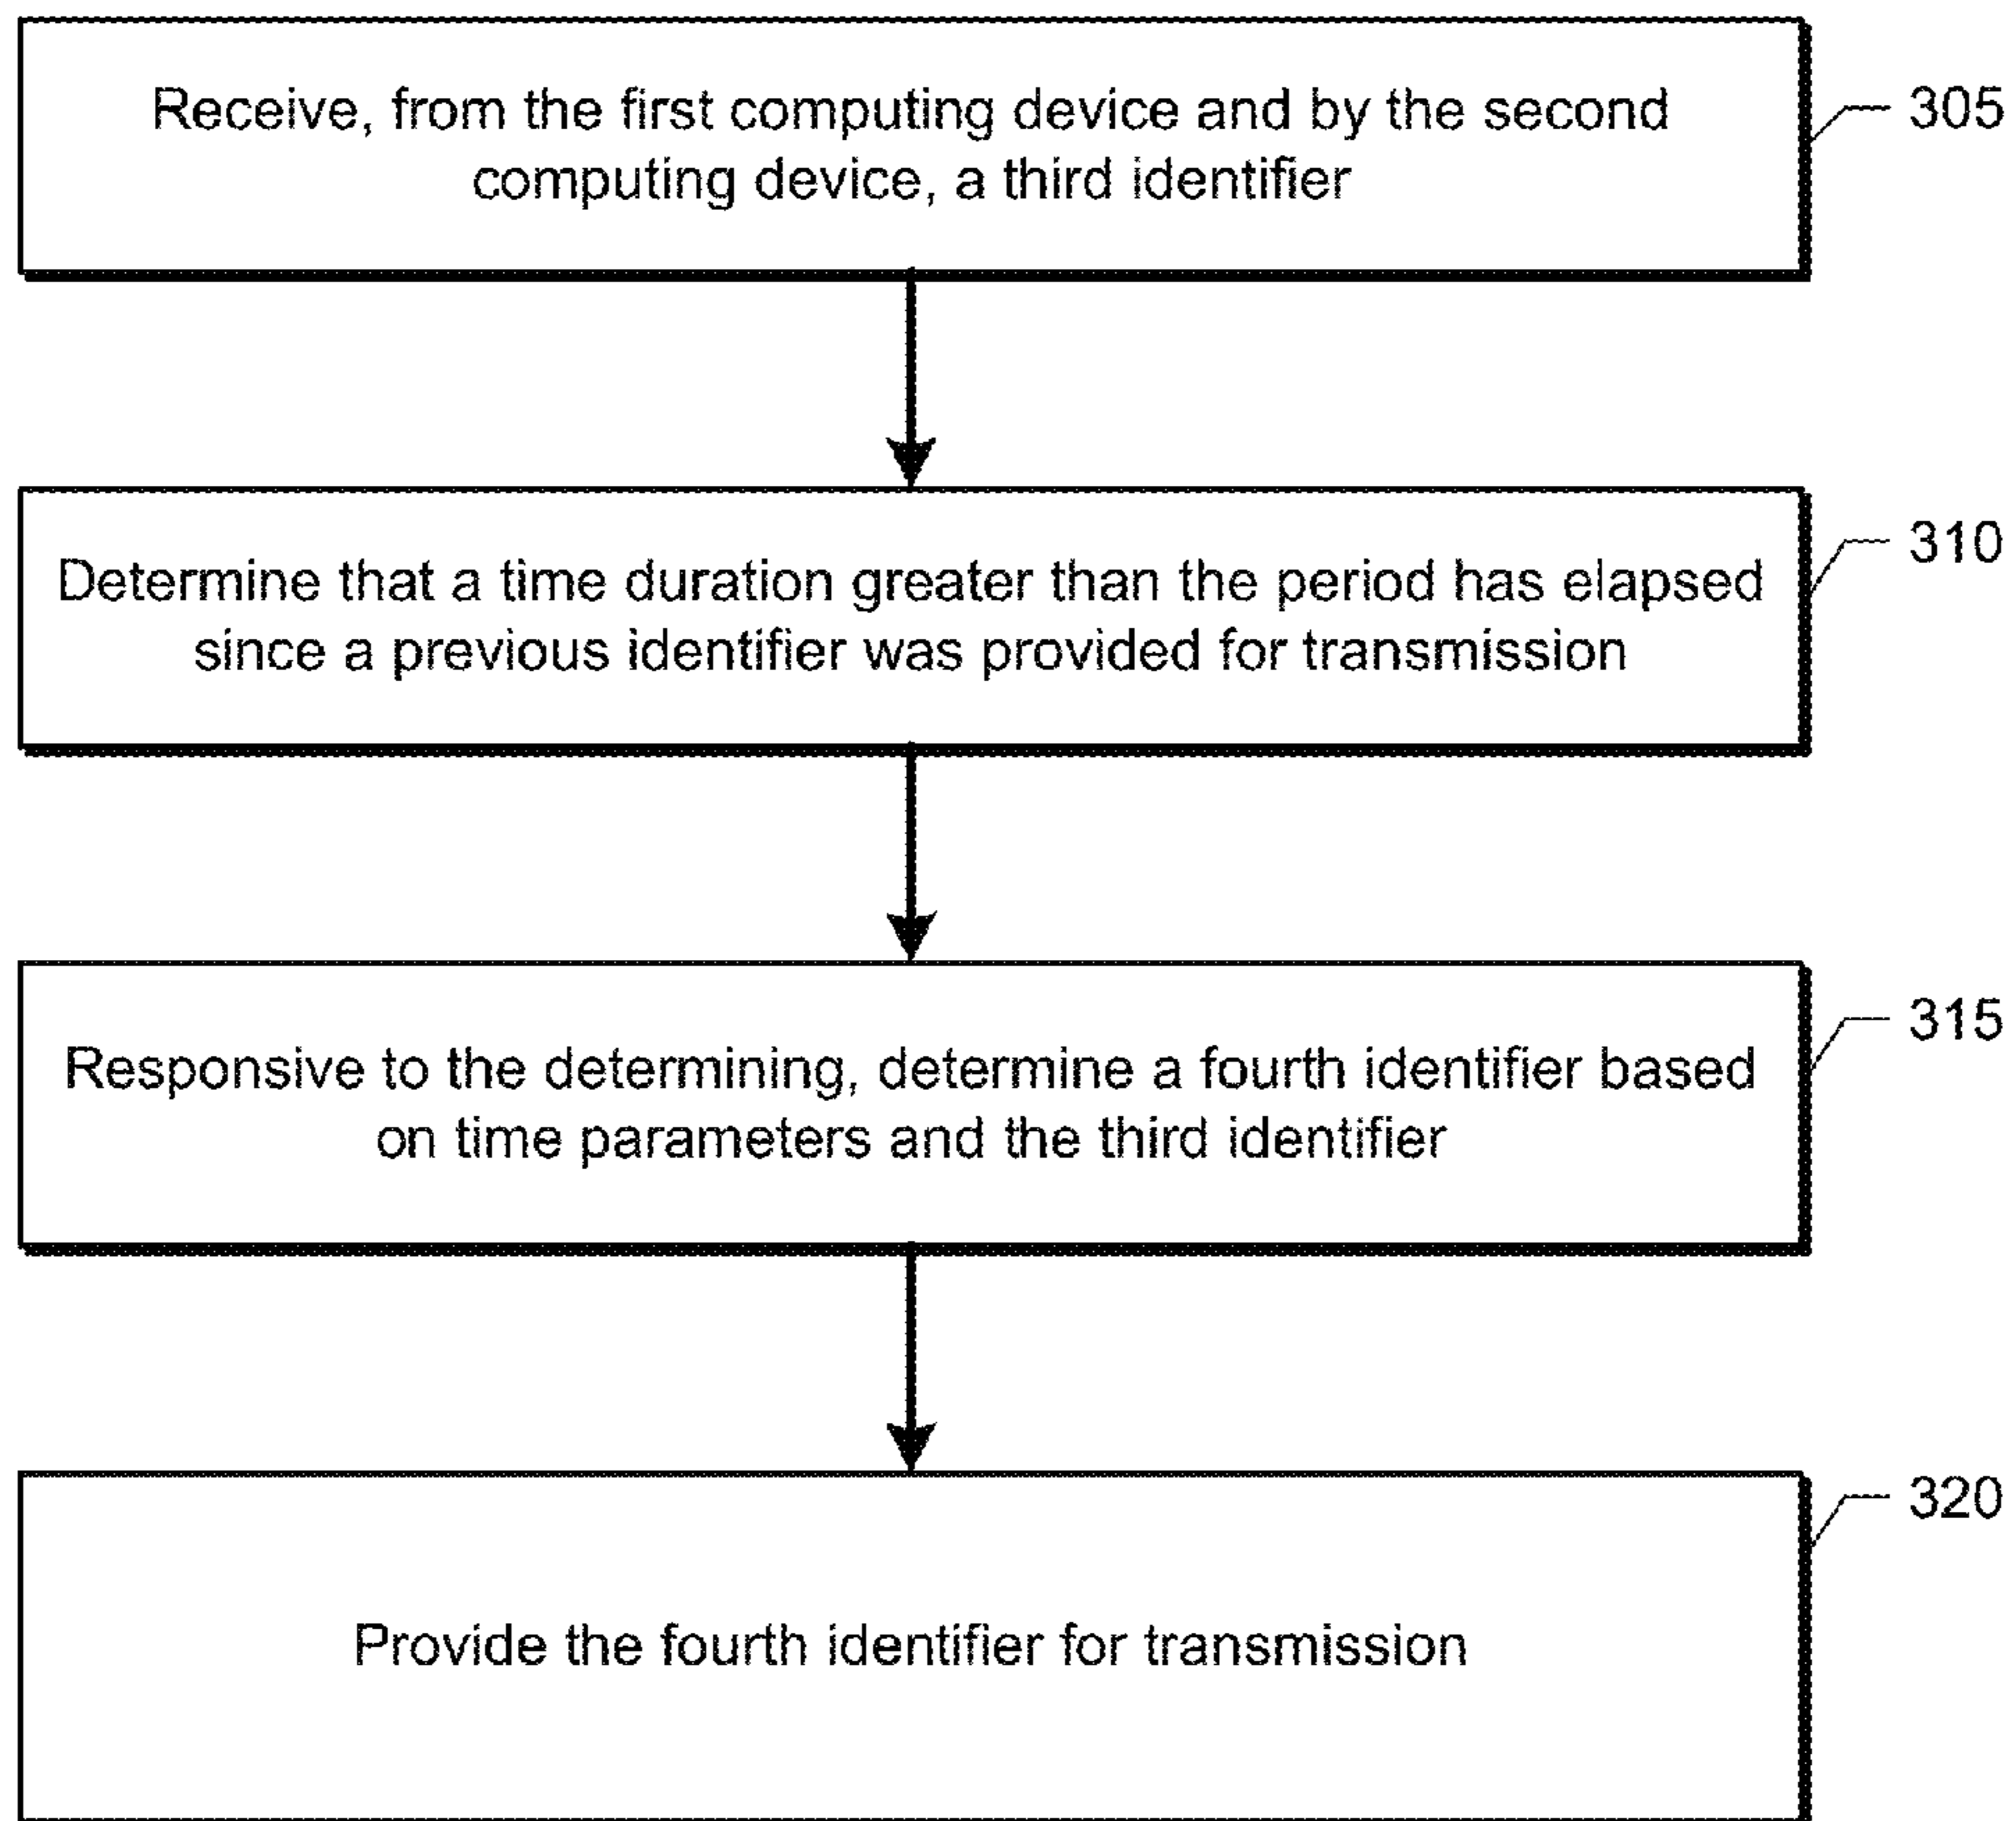 Receive, from the first computing device and by the second
computing device, a third identifier
305
Determine that a time duration greater than the period has elapsed
since a previous identifier was provided for transmission
310
Responsive to the determining, determine a fourth identifier based
on time parameters and the third identifier
315
Provide the fourth identifier for transmission
320